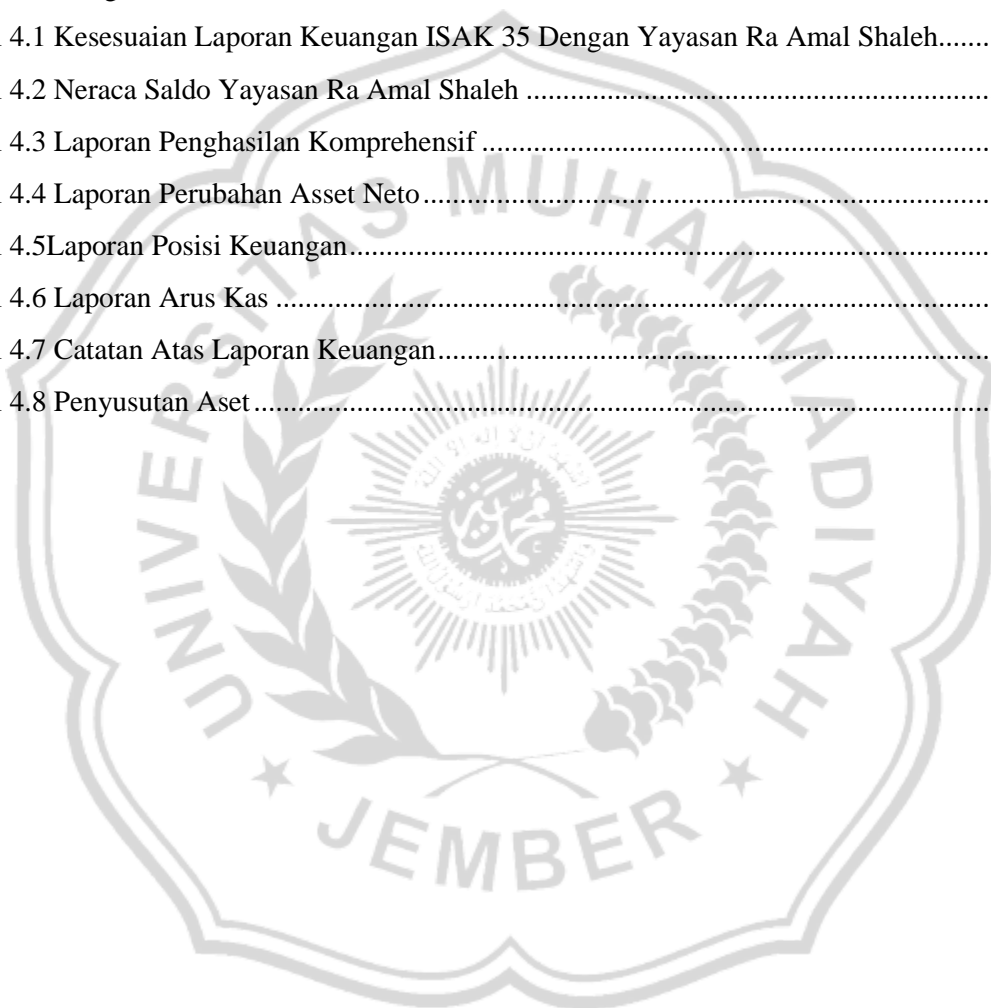 4.1 Kesesuaian Laporan Keuangan ISAK 35 Dengan Yayasan Ra Amal Shaleh.......
4.2 Neraca Saldo Yayasan Ra Amal Shaleh ................................................................
4.3 Laporan Penghasilan Komprehensif ......................................................................
4.4 Laporan Perubahan Asset Neto..............................................................................
4.5Laporan Posisi Keuangan........................................................................................
4.6 Laporan Arus Kas ..................................................................................................
4.7 Catatan Atas Laporan Keuangan............................................................................
4.8 Penyusutan Aset.....................................................................................................
UNIVERSITAS MUHAMMADIYAH
JEMBER